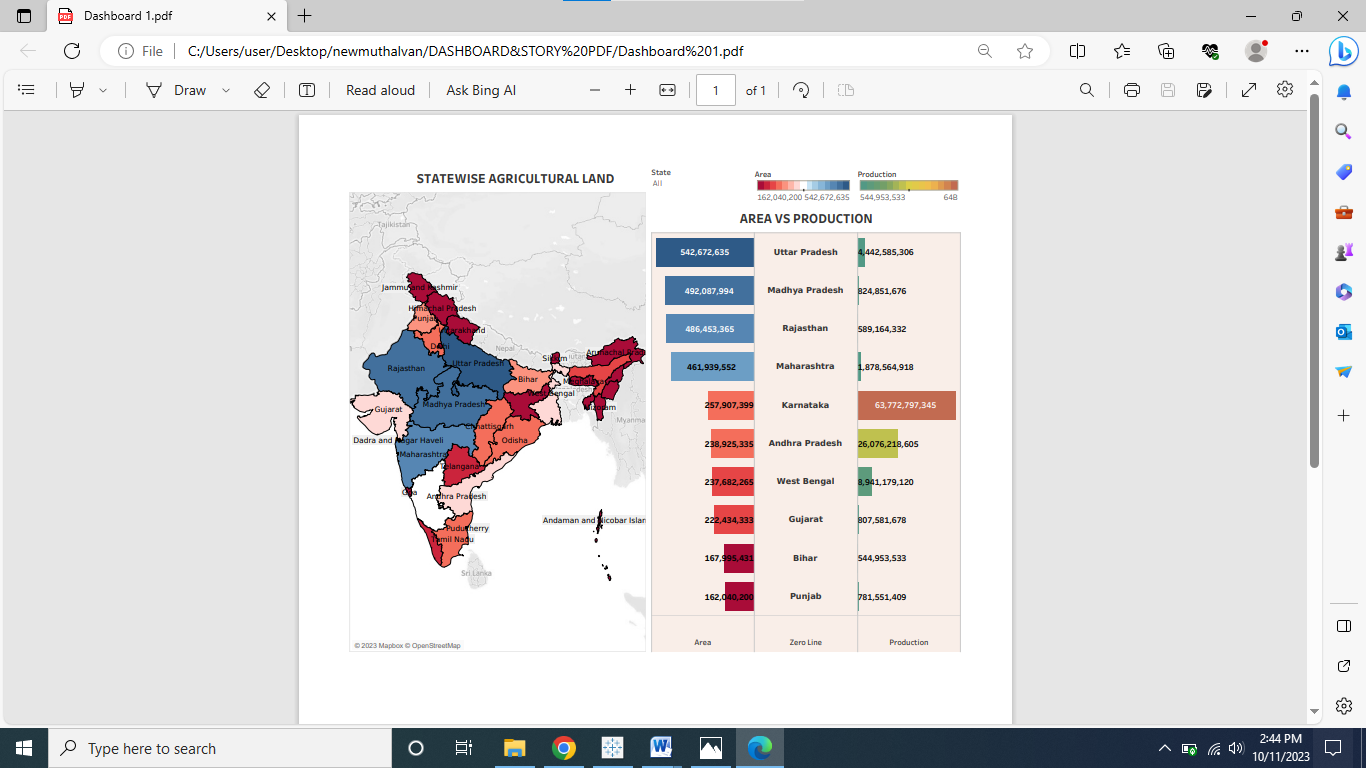 Dashboard 1.pdf
File
C:/Users/user/Desktop/newmuthalvan/DASHBOARD&STORY%20PDF/Dashboard%201.pdf
Draw
Read aloud
Ask Bing AI
1
of 1
STATEWISE AGRICULTURAL LAND
State
All
Area
162,040,200 542,672,635
Production
544,953,533 64B
AREA VS PRODUCTION
542,672,635 Uttar Pradesh 4,442,585,306
492,087,994 Madhya Pradesh 824,851,676
486,453,365 Rajasthan 589,164,332
461,939,552 Maharashtra 1,878,564,918
257,907,399 Karnataka 63,772,797,345
238,925,335 Andhra Pradesh 26,076,218,605
237,682,265 West Bengal 8,941,179,120
222,434,333 Gujarat 807,581,678
167,995,431 Bihar 544,953,533
162,040,200 Punjab 781,551,409
Area Zero Line Production
Tajikistan
Jammu and Kashmir
Himachal Pradesh
Punjab
Uttarakhand
Delhi
Nepal
Sikkim
Arunachal Prad
Rajasthan
Uttar Pradesh
Bihar
Meghalaya
West Bengal
Mizoram
Gujarat
Madhya Pradesh
Myanma
Chhattisgarh
Dadra and Nagar Haveli
Odisha
Maharashtra
Telangana
Goa
Andhra Pradesh
Andaman and Nicobar Islan
Puducherry
Tamil Nadu
Sri Lanka
© 2023 Mapbox © OpenStreetMap
Type here to search
2:44 PM
10/11/2023